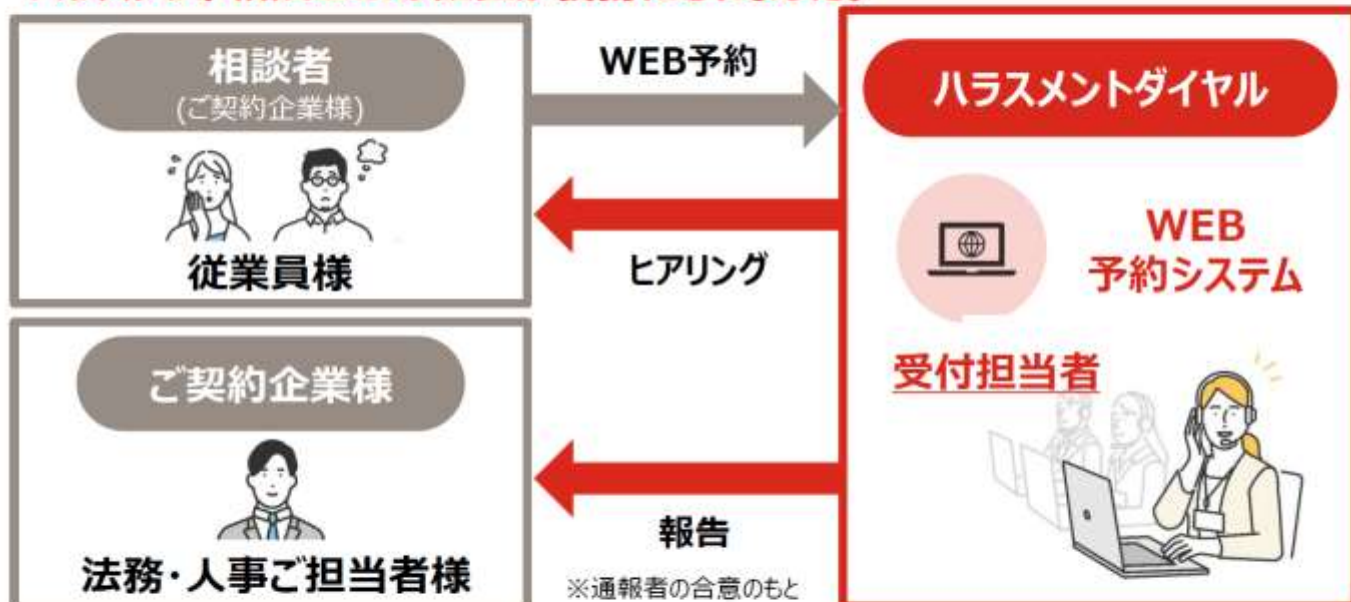 相談者
(ご契約企業様)
従業員様
WEB予約
ヒアリング
ハラスメントダイヤル
WEB
予約システム
受付担当者
ご契約企業様
法務・人事ご担当者様
報告
※通報者の合意のもと